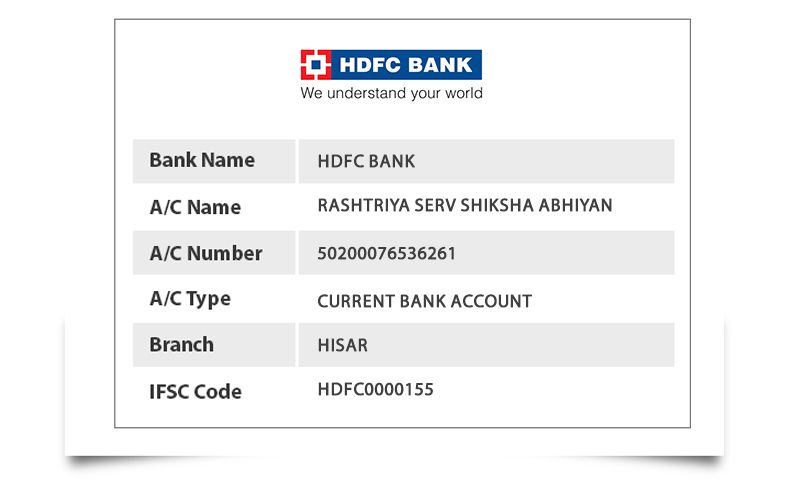 HDFC BANK
We understand your world
Bank Name HDFC BANK
A/C Name RASHTRIYA SERV SHIKSHA ABHIYAN
A/C Number 50200076536261
A/C Type CURRENT BANK ACCOUNT
Branch HISAR
IFSC Code HDFC0000155